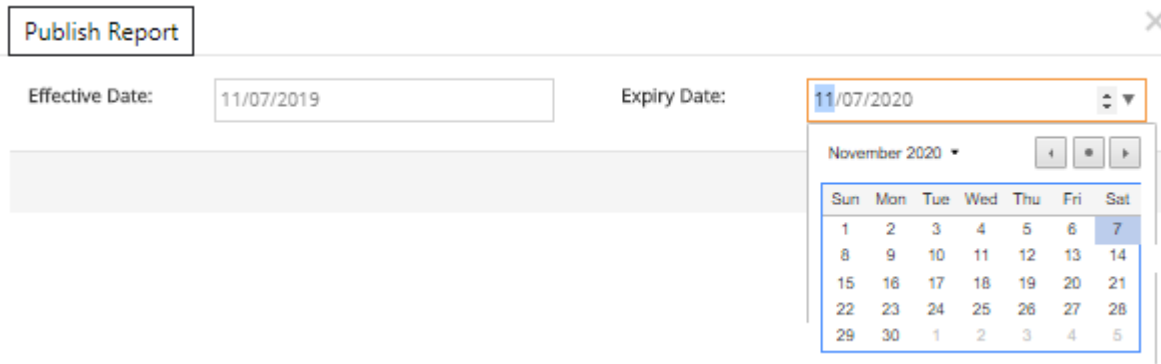 Publish Report
Effective Date: 11/07/2019 Expiry Date: 11/07/2020
November 2020
Sun Mon Tue Wed Thu Fri Sat
1 2 3 4 5 6 7
8 9 10 11 12 13 14
15 16 17 18 19 20 21
22 23 24 25 26 27 28
29 30 1 2 3 4 5